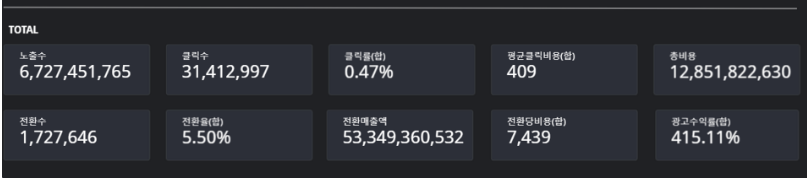 TOTAL
노출수
6,727,451,765
클릭수
31,412,997
클릭률(합)
0.47%
평균클릭비용(합)
409
총비용
12,851,822,630
전환수
1,727,646
전환율(합)
5.50%
전환매출액
53,349,360,532
전환당비용(합)
7,439
광고수익률(합)
415.11%